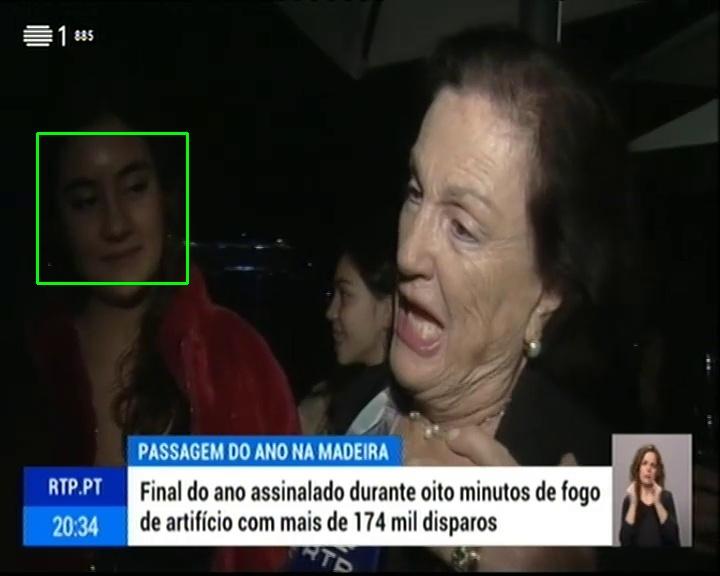 1 885
PASSAGEM DO ANO NA MADEIRA
RTP.PT
Final do ano assinalado durante oito minutos de fogo
20:34
de artifício com mais de 174 mil disparos
RTP